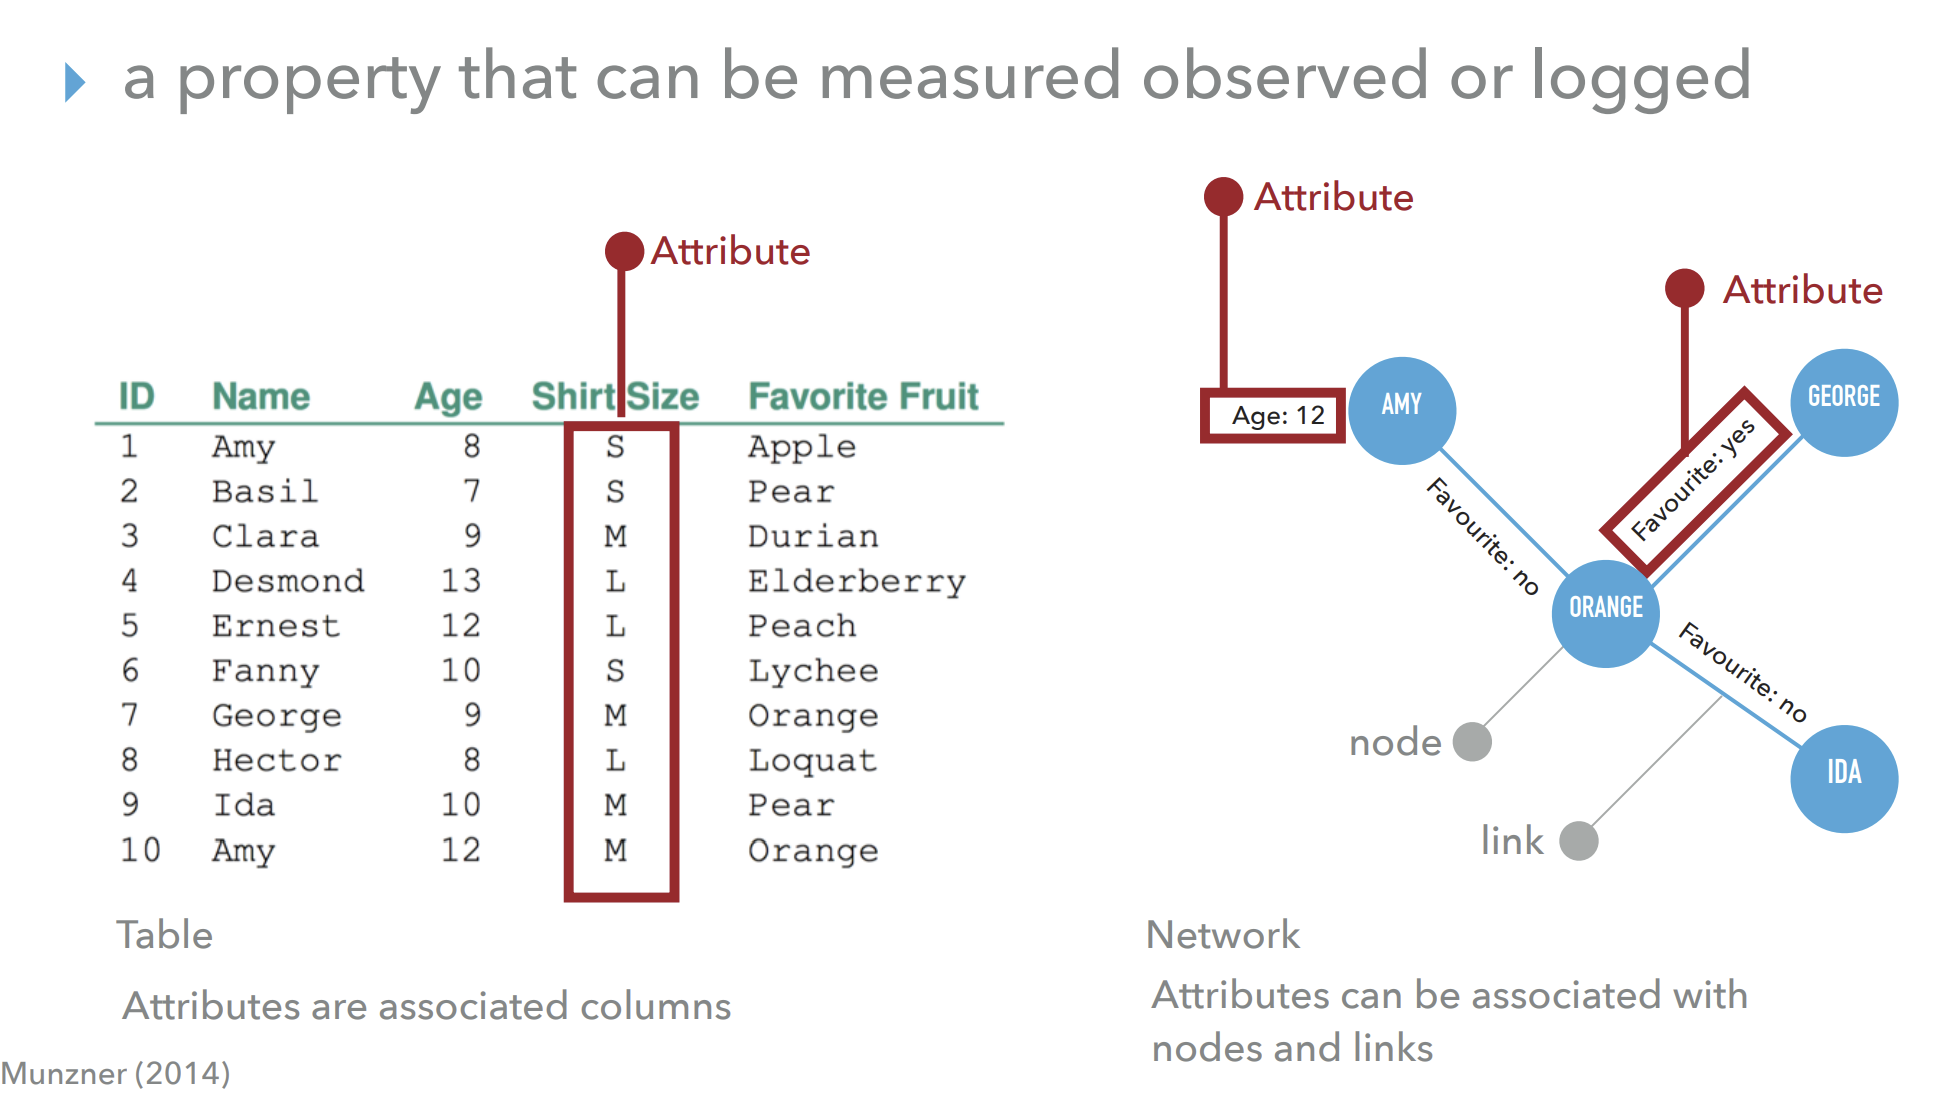 a property that can be measured observed or logged
Attribute
ID Name Age Shirt Size Favorite Fruit
1 Amy 8 S Apple
2 Basil 7 S Pear
3 Clara 9 M Durian
4 Desmond 13 L Elderberry
5 Ernest 12 L Peach
6 Fanny 10 S Lychee
7 George 9 M Orange
8 Hector 8 L Loquat
9 Ida 10 M Pear
10 Amy 12 M Orange
Table
Attributes are associated columns
Munzner (2014)
Attribute
Attribute
Age: 12
AMY
GEORGE
Favourite: yes
Favourite: no
ORANGE
Favourite: no
node
IDA
link
Network
Attributes can be associated with
nodes and links